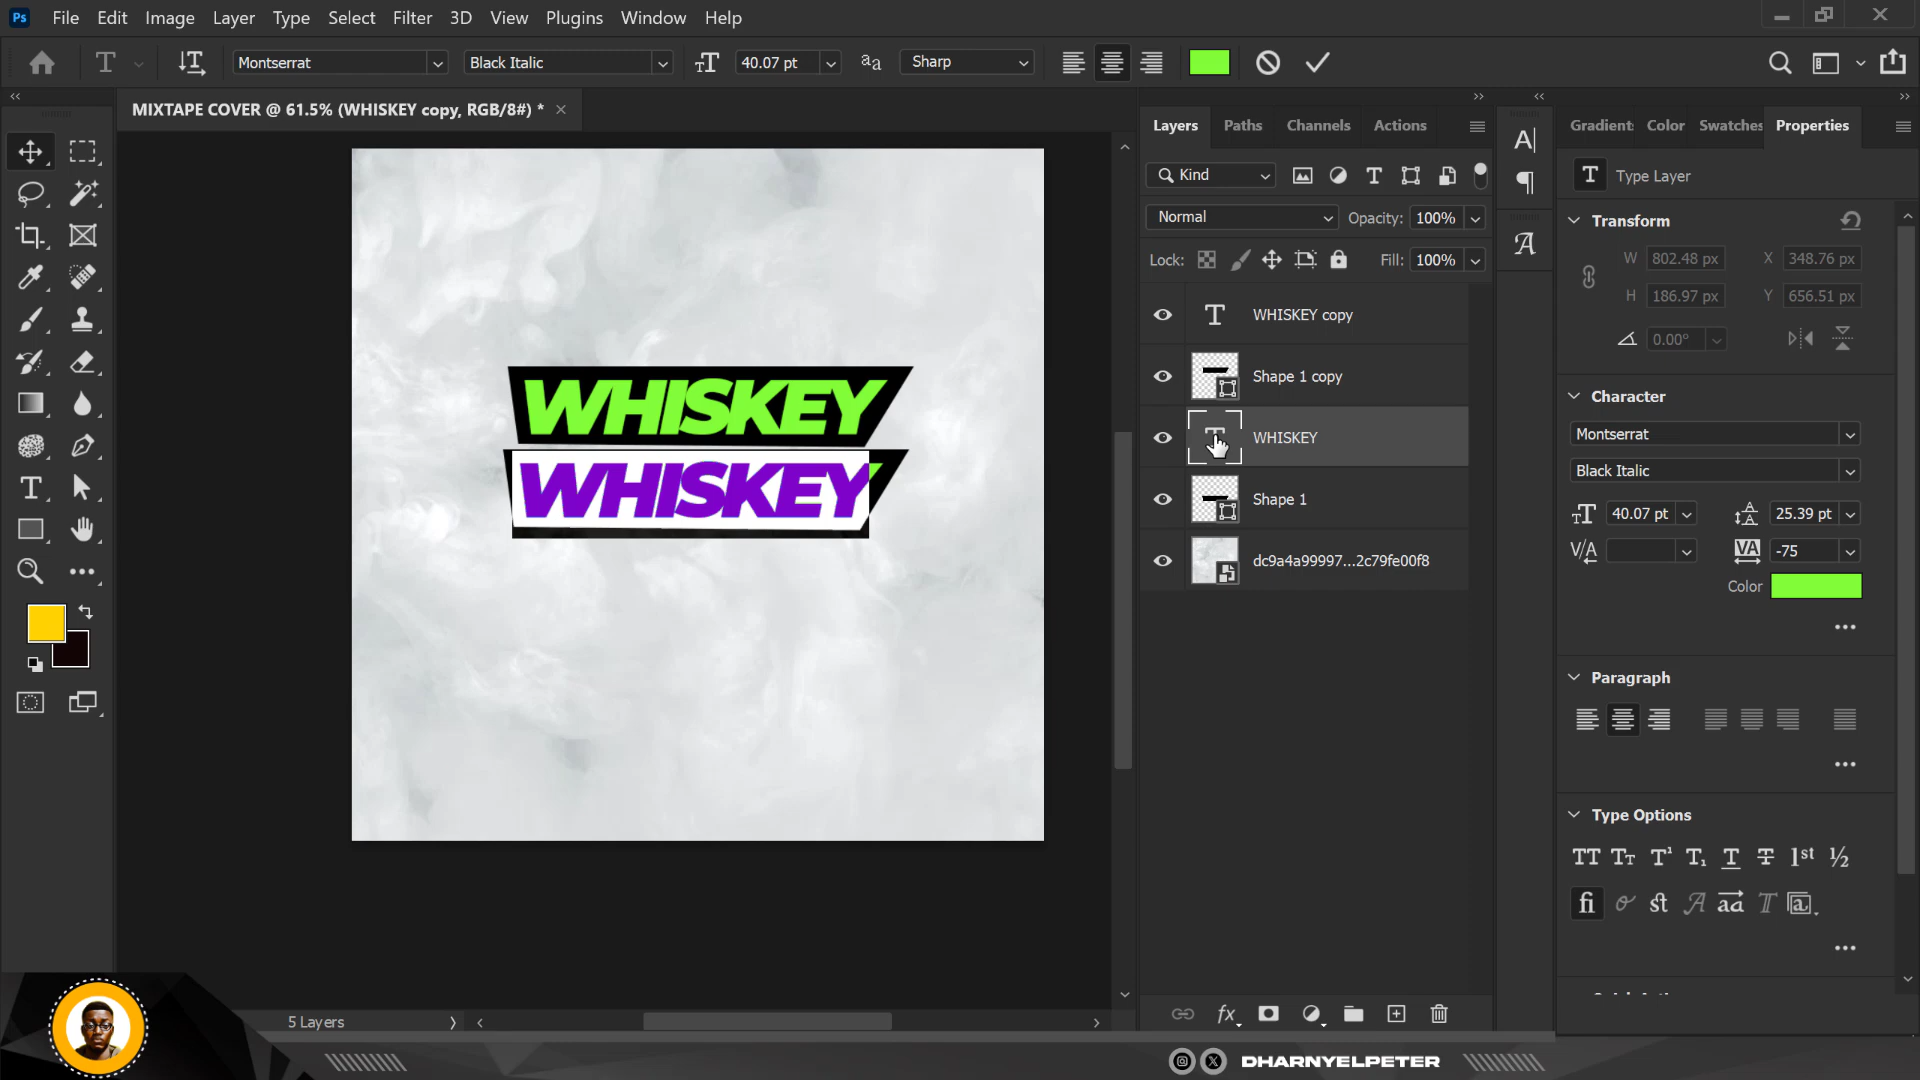 Ps File Edit Image Layer Type Select Filter 3D View Plugins Window Help
Montserrat Black Italic 40.07 pt aa Sharp
MIXTAPE COVER @ 61.5% (WHISKEY copy, RGB/8#) * ×
Layers Paths Channels Actions
Gradient Color Swatches Properties
Kind
Type Layer
Normal Opacity: 100%
Lock: Fill: 100%
Transform
W 802.48 px X 348.76 px
H 186.97 px Y 656.51 px
0.00°
WHISKEY copy
Shape 1 copy
WHISKEY
Shape 1
dc9a4a99997...2c79fe00f8
WHISKEY
WHISKEY
Character
Montserrat
Black Italic
40.07 pt 25.39 pt
V/A VA -75
Color
Paragraph
Type Options
TT Tt T¹ T₁ T T 1st ½
fi st A aa T a
5 Layers
fx
DHARNYELPETER